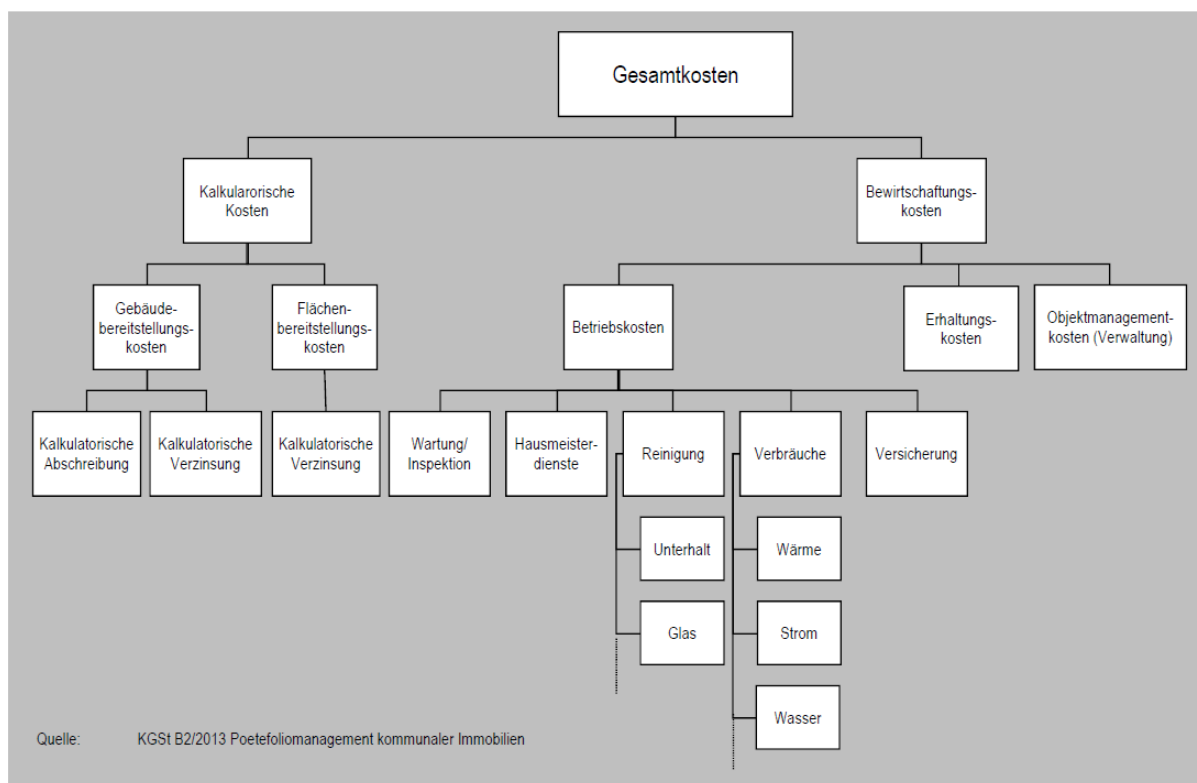 Gesamtkosten
Kalkularorische
Kosten
Bewirtschaftungs-
kosten
Gebäude-
bereitstellungs-
kosten
Flächen-
bereitstellungs-
kosten
Betriebskosten
Erhaltungs-
kosten
Objektmanagement-
kosten (Verwaltung)
Kalkulatorische
Abschreibung
Kalkulatorische
Verzinsung
Kalkulatorische
Verzinsung
Wartung/
Inspektion
Hausmeister-
dienste
Reinigung
Verbräuche
Versicherung
Unterhalt
Wärme
Glas
Strom
Wasser
Quelle: KGSt B2/2013 Poetefoliomanagement kommunaler Immobilien